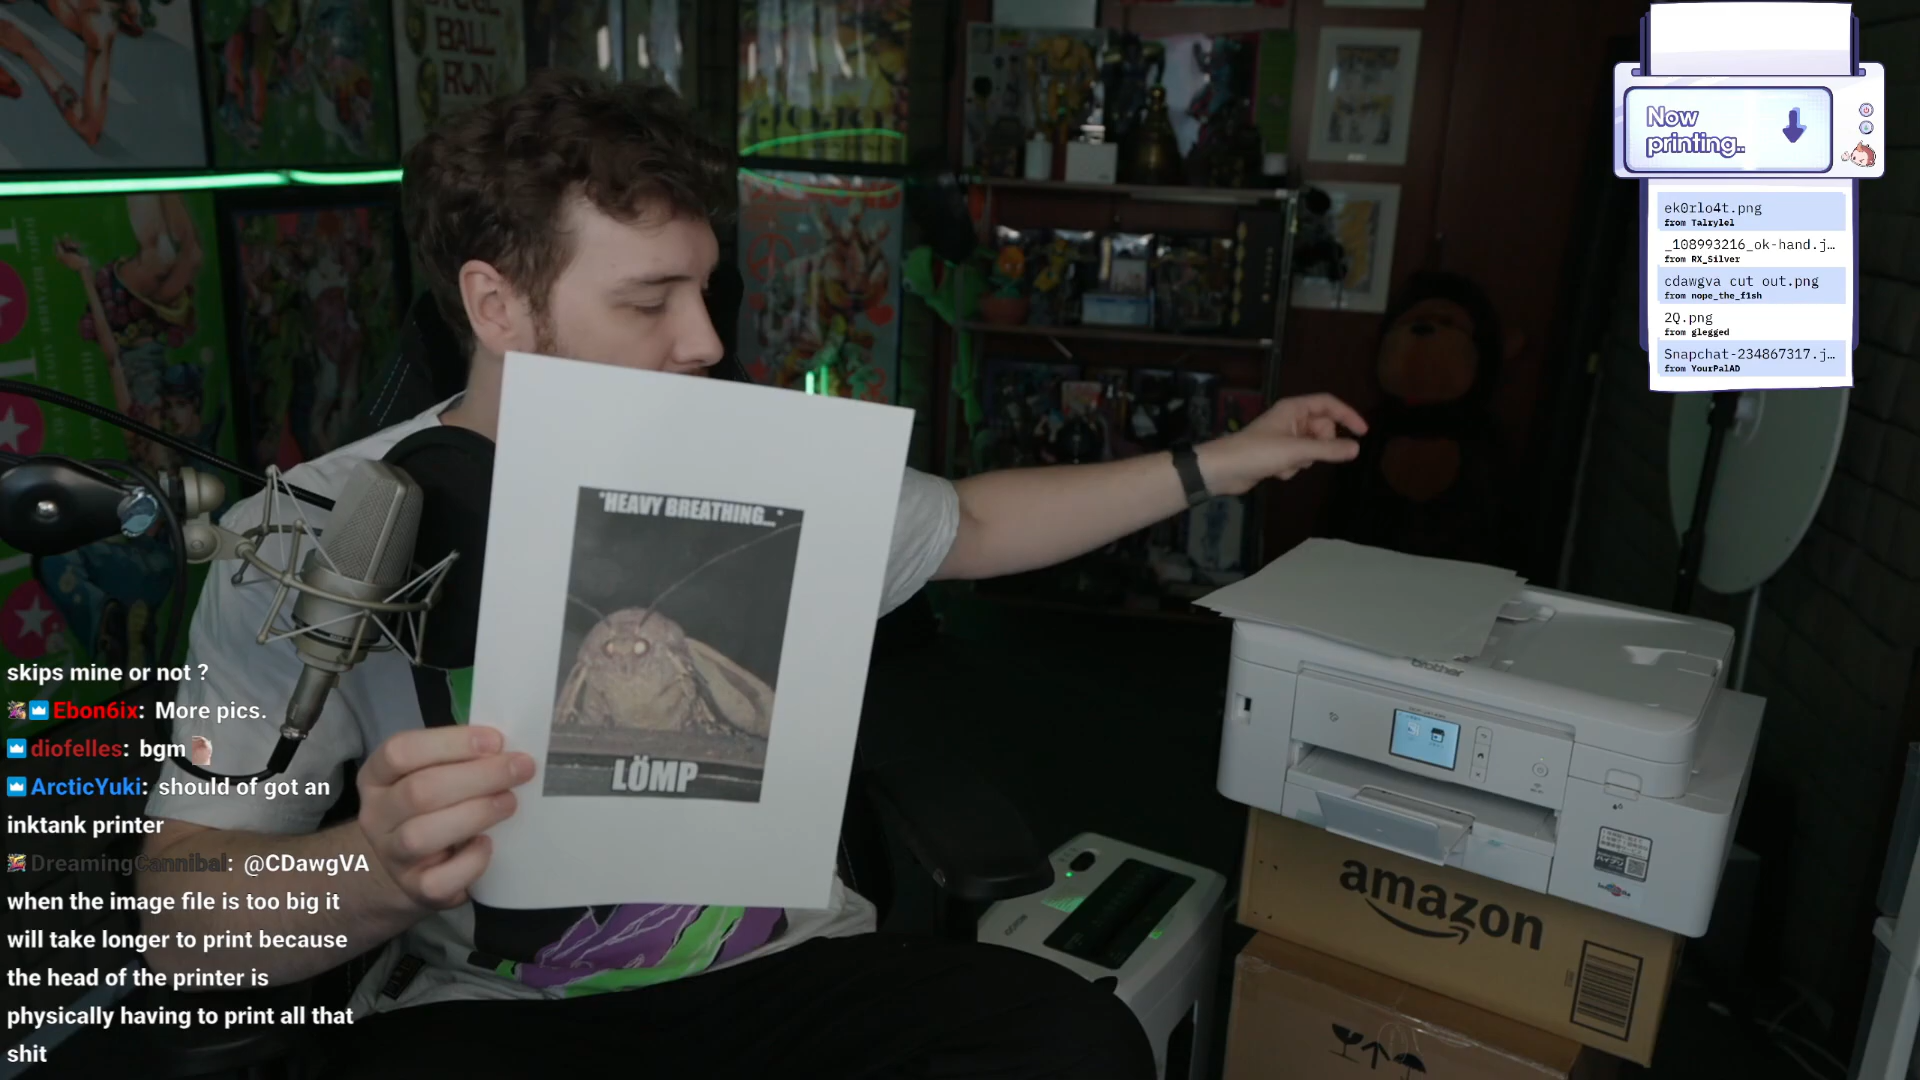 BALL
RUN
Now
printing..
ek0rlo4t.png
from Talrylel
_108993216_ok-hand.j…
from RX_Silver
cdawgva cut out.png
from nope_the_f1sh
2Q.png
from glegged
Snapchat-234867317.j…
from YourPalAD
"HEAVY BREATHING..."
LÖMP
brother
amazon
skips mine or not ?
Ebon6ix: More pics.
diofelles: bgm
ArcticYuki: should of got an
inktank printer
DreamingCannibal: @CDawgVA
when the image file is too big it
will take longer to print because
the head of the printer is
physically having to print all that
shit